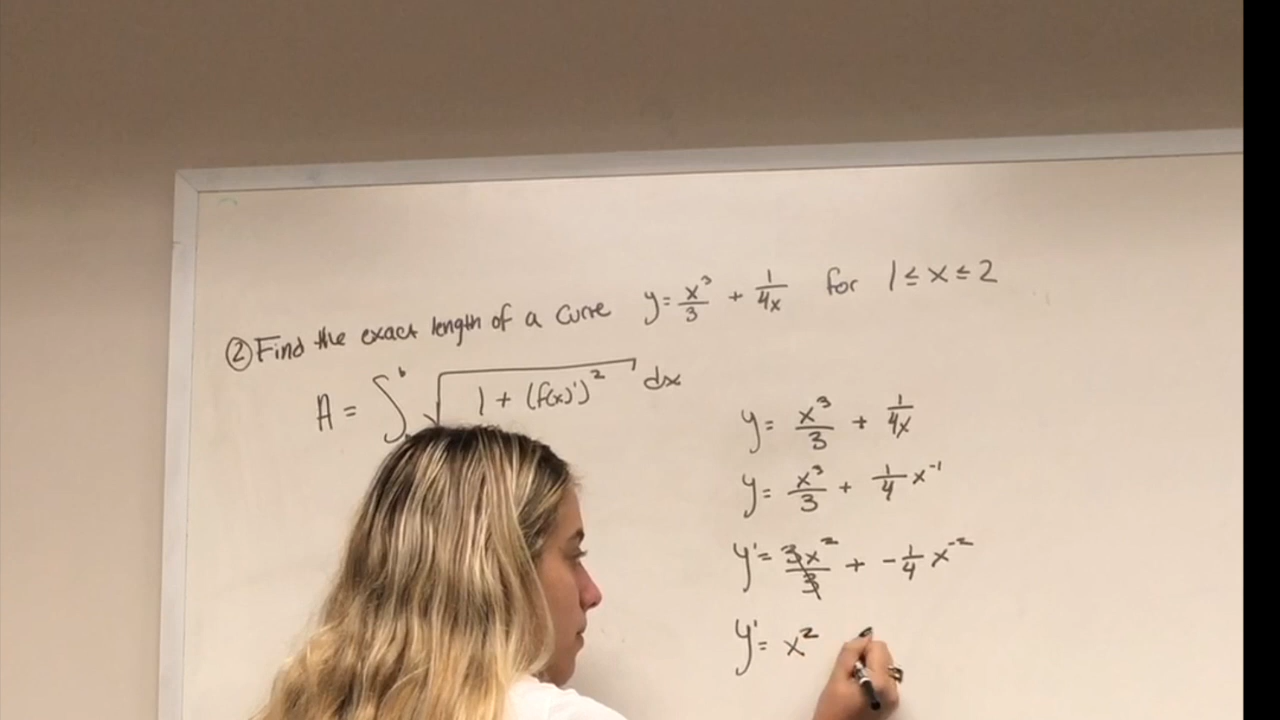 ② Find the exact length of a curve y = x³/3 + 1/4x for 1 ≤ x ≤ 2
A = ∫ᵇ √(1 + (f(x)')²) dx
y = x³/3 + 1/4x
y = x³/3 + 1/4 x⁻¹
y' = 3x²/3 + -1/4 x⁻²
y' = x²